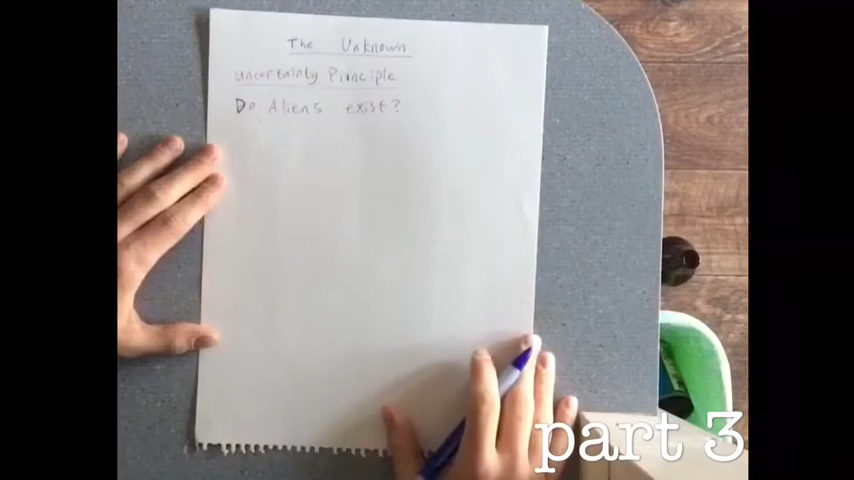 The Unknown
Uncertainty Principle
Do Aliens exist?
part 3